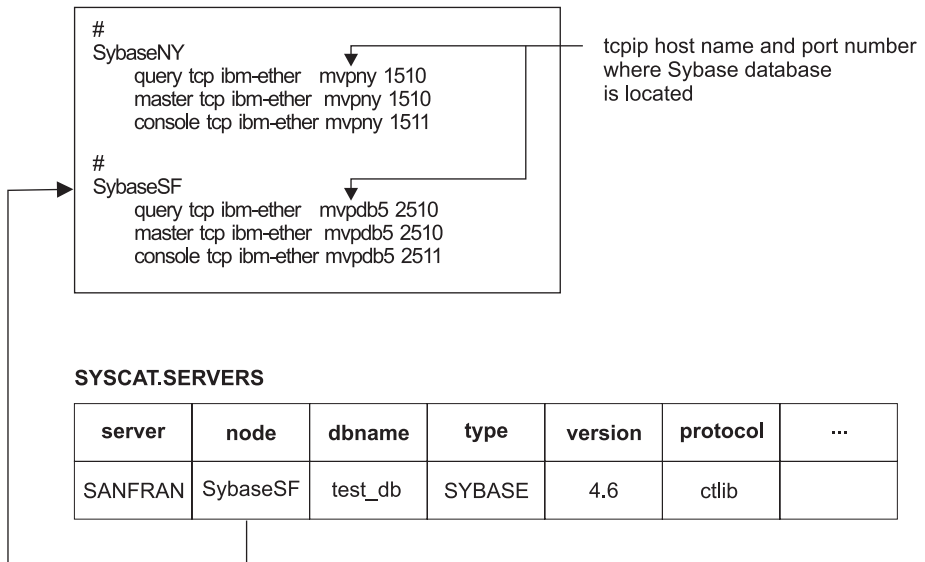 #
SybaseNY
query tcp ibm-ether mvpny 1510
master tcp ibm-ether mvpny 1510
console tcp ibm-ether mvpny 1511
#
SybaseSF
query tcp ibm-ether mvpdb5 2510
master tcp ibm-ether mvpdb5 2510
console tcp ibm-ether mvpdb5 2511
tcpip host name and port number
where Sybase database
is located
SYSCAT.SERVERS
server node dbname type version protocol ...
SANFRAN SybaseSF test_db SYBASE 4.6 ctlib